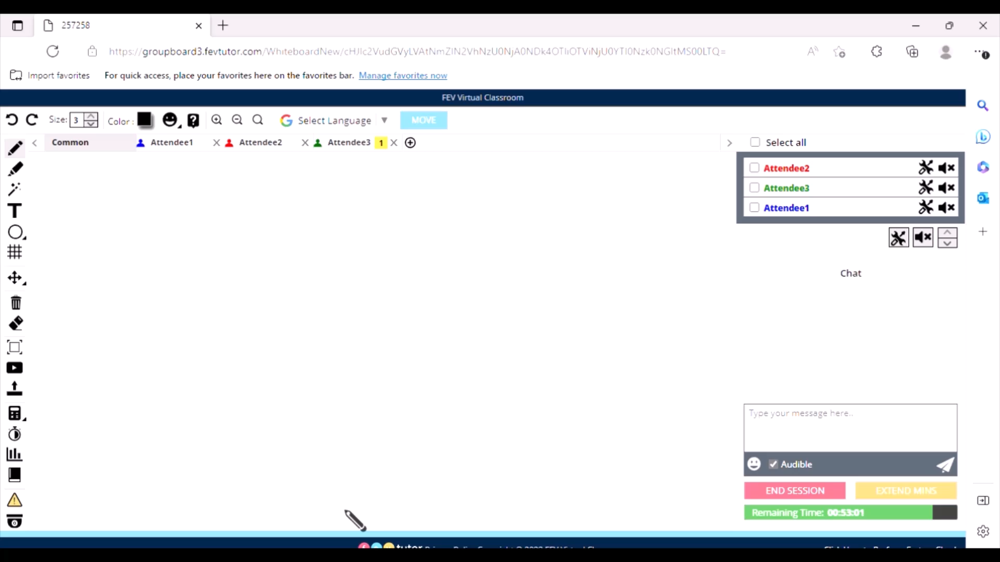 257258
https://groupboard3.fevtutor.com/WhiteboardNew/
Import favorites For quick access, place your favorites here on the favorites bar. Manage favorites now
FEV Virtual Classroom
Size: 3 Color : Select Language MOVE
Common Attendee1 Attendee2 Attendee3 1 Select all
Attendee2
Attendee3
Attendee1
Chat
Type your message here..
Audible
END SESSION EXTEND MINS
Remaining Time: 00:53:01
tutor